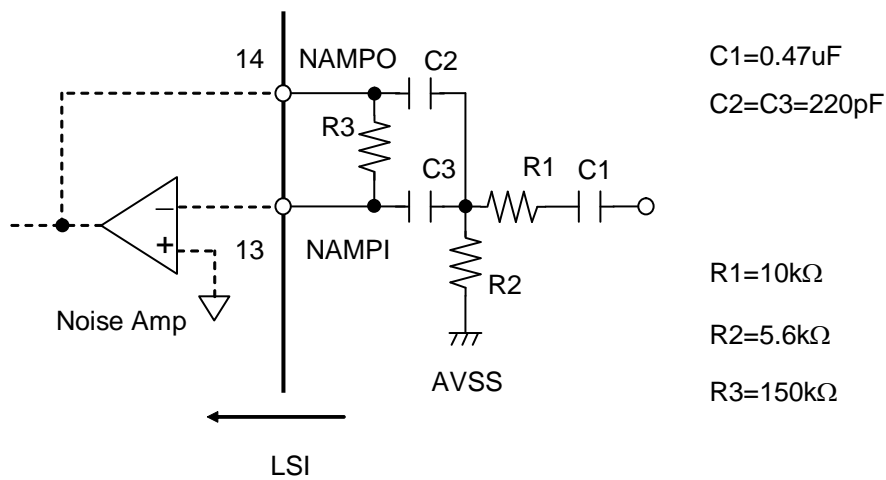 14 NAMPO C2
C1=0.47uF
C2=C3=220pF
R3
C3 R1 C1
−
+
13 NAMPI
R2
R1=10kΩ
Noise Amp
R2=5.6kΩ
AVSS
R3=150kΩ
LSI